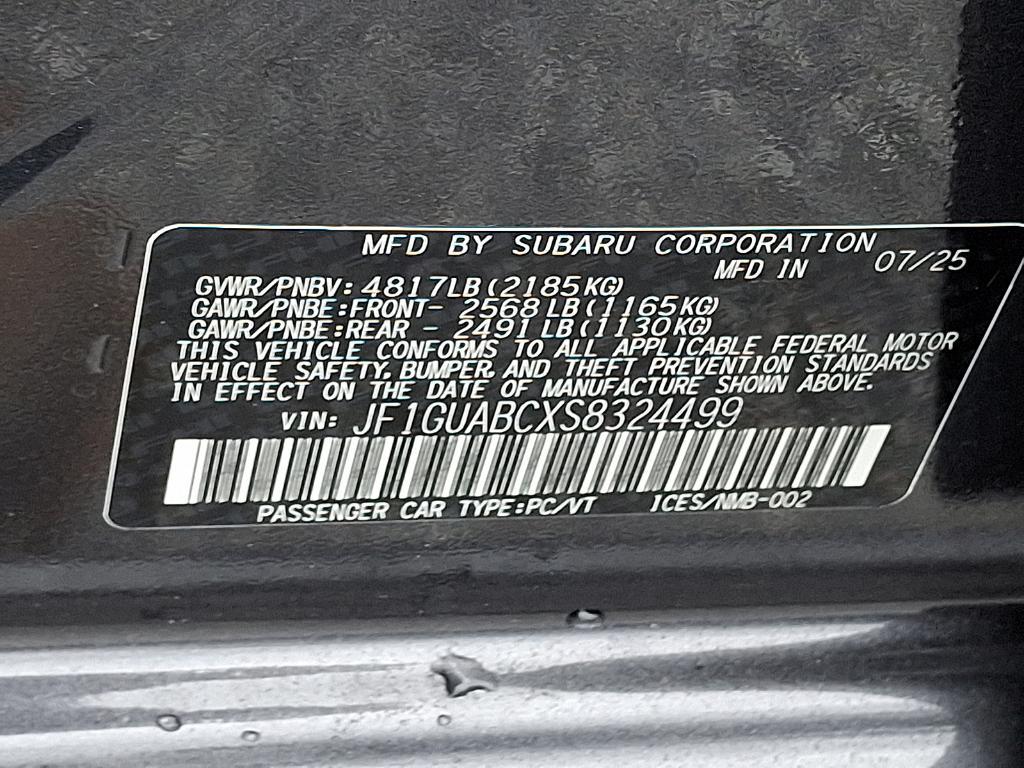 MFD BY SUBARU CORPORATION
MFD IN 07/25
GVWR/PNBV: 4817LB(2185KG)
GAWR/PNBE:FRONT- 2568LB(1165KG)
GAWR/PNBE:REAR - 2491LB(1130KG)
THIS VEHICLE CONFORMS TO ALL APPLICABLE FEDERAL MOTOR
VEHICLE SAFETY, BUMPER, AND THEFT PREVENTION STANDARDS
IN EFFECT ON THE DATE OF MANUFACTURE SHOWN ABOVE.
VIN: JF1GUABCXS8324499
PASSENGER CAR TYPE:PC/VT ICES/NMB-002